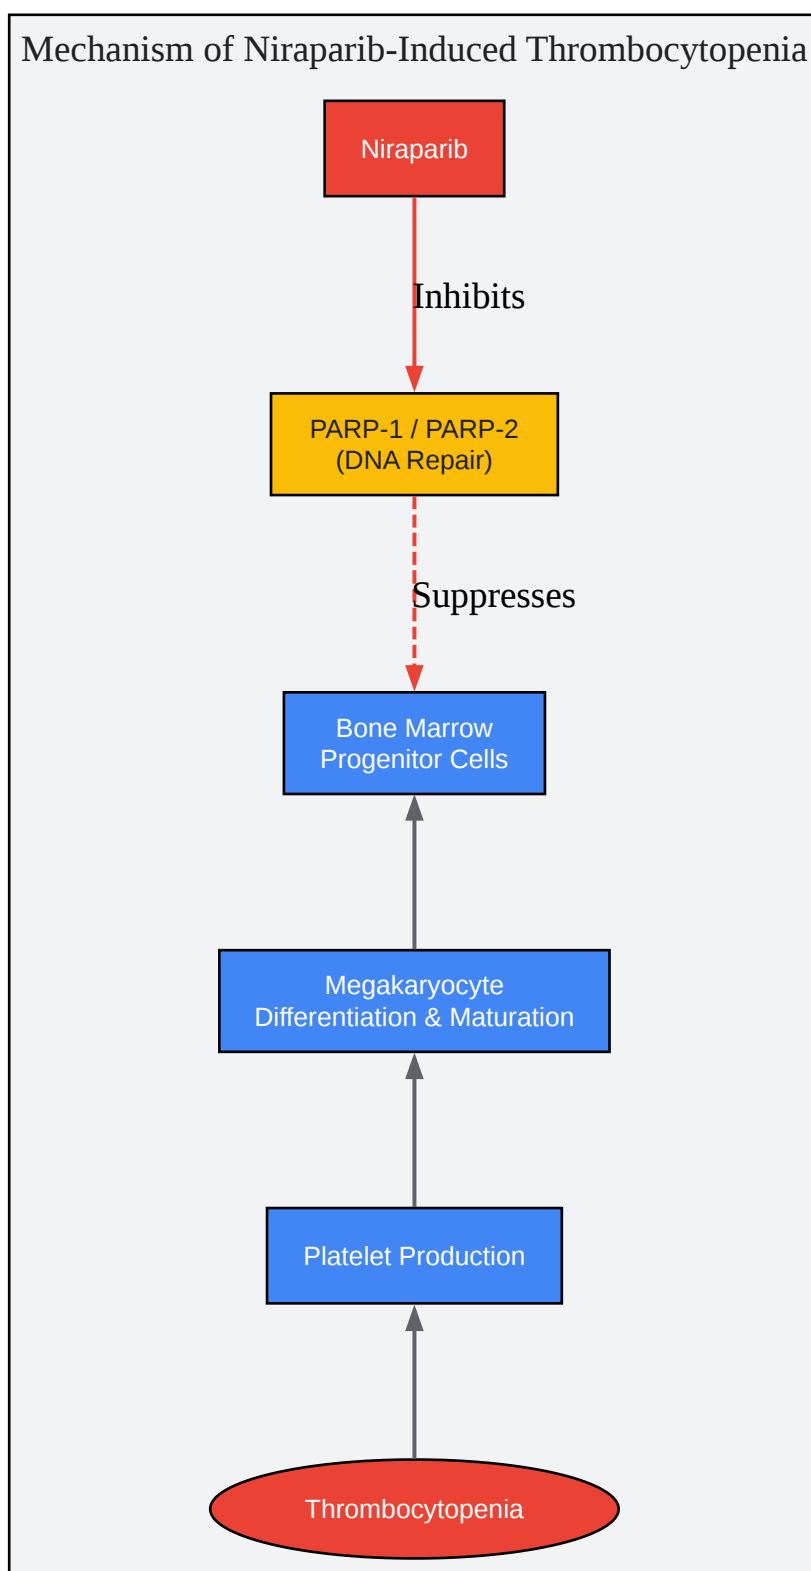 Mechanism of Niraparib-Induced Thrombocytopenia
Niraparib
Inhibits
PARP-1 / PARP-2
(DNA Repair)
Suppresses
Bone Marrow
Progenitor Cells
Megakaryocyte
Differentiation & Maturation
Platelet Production
Thrombocytopenia